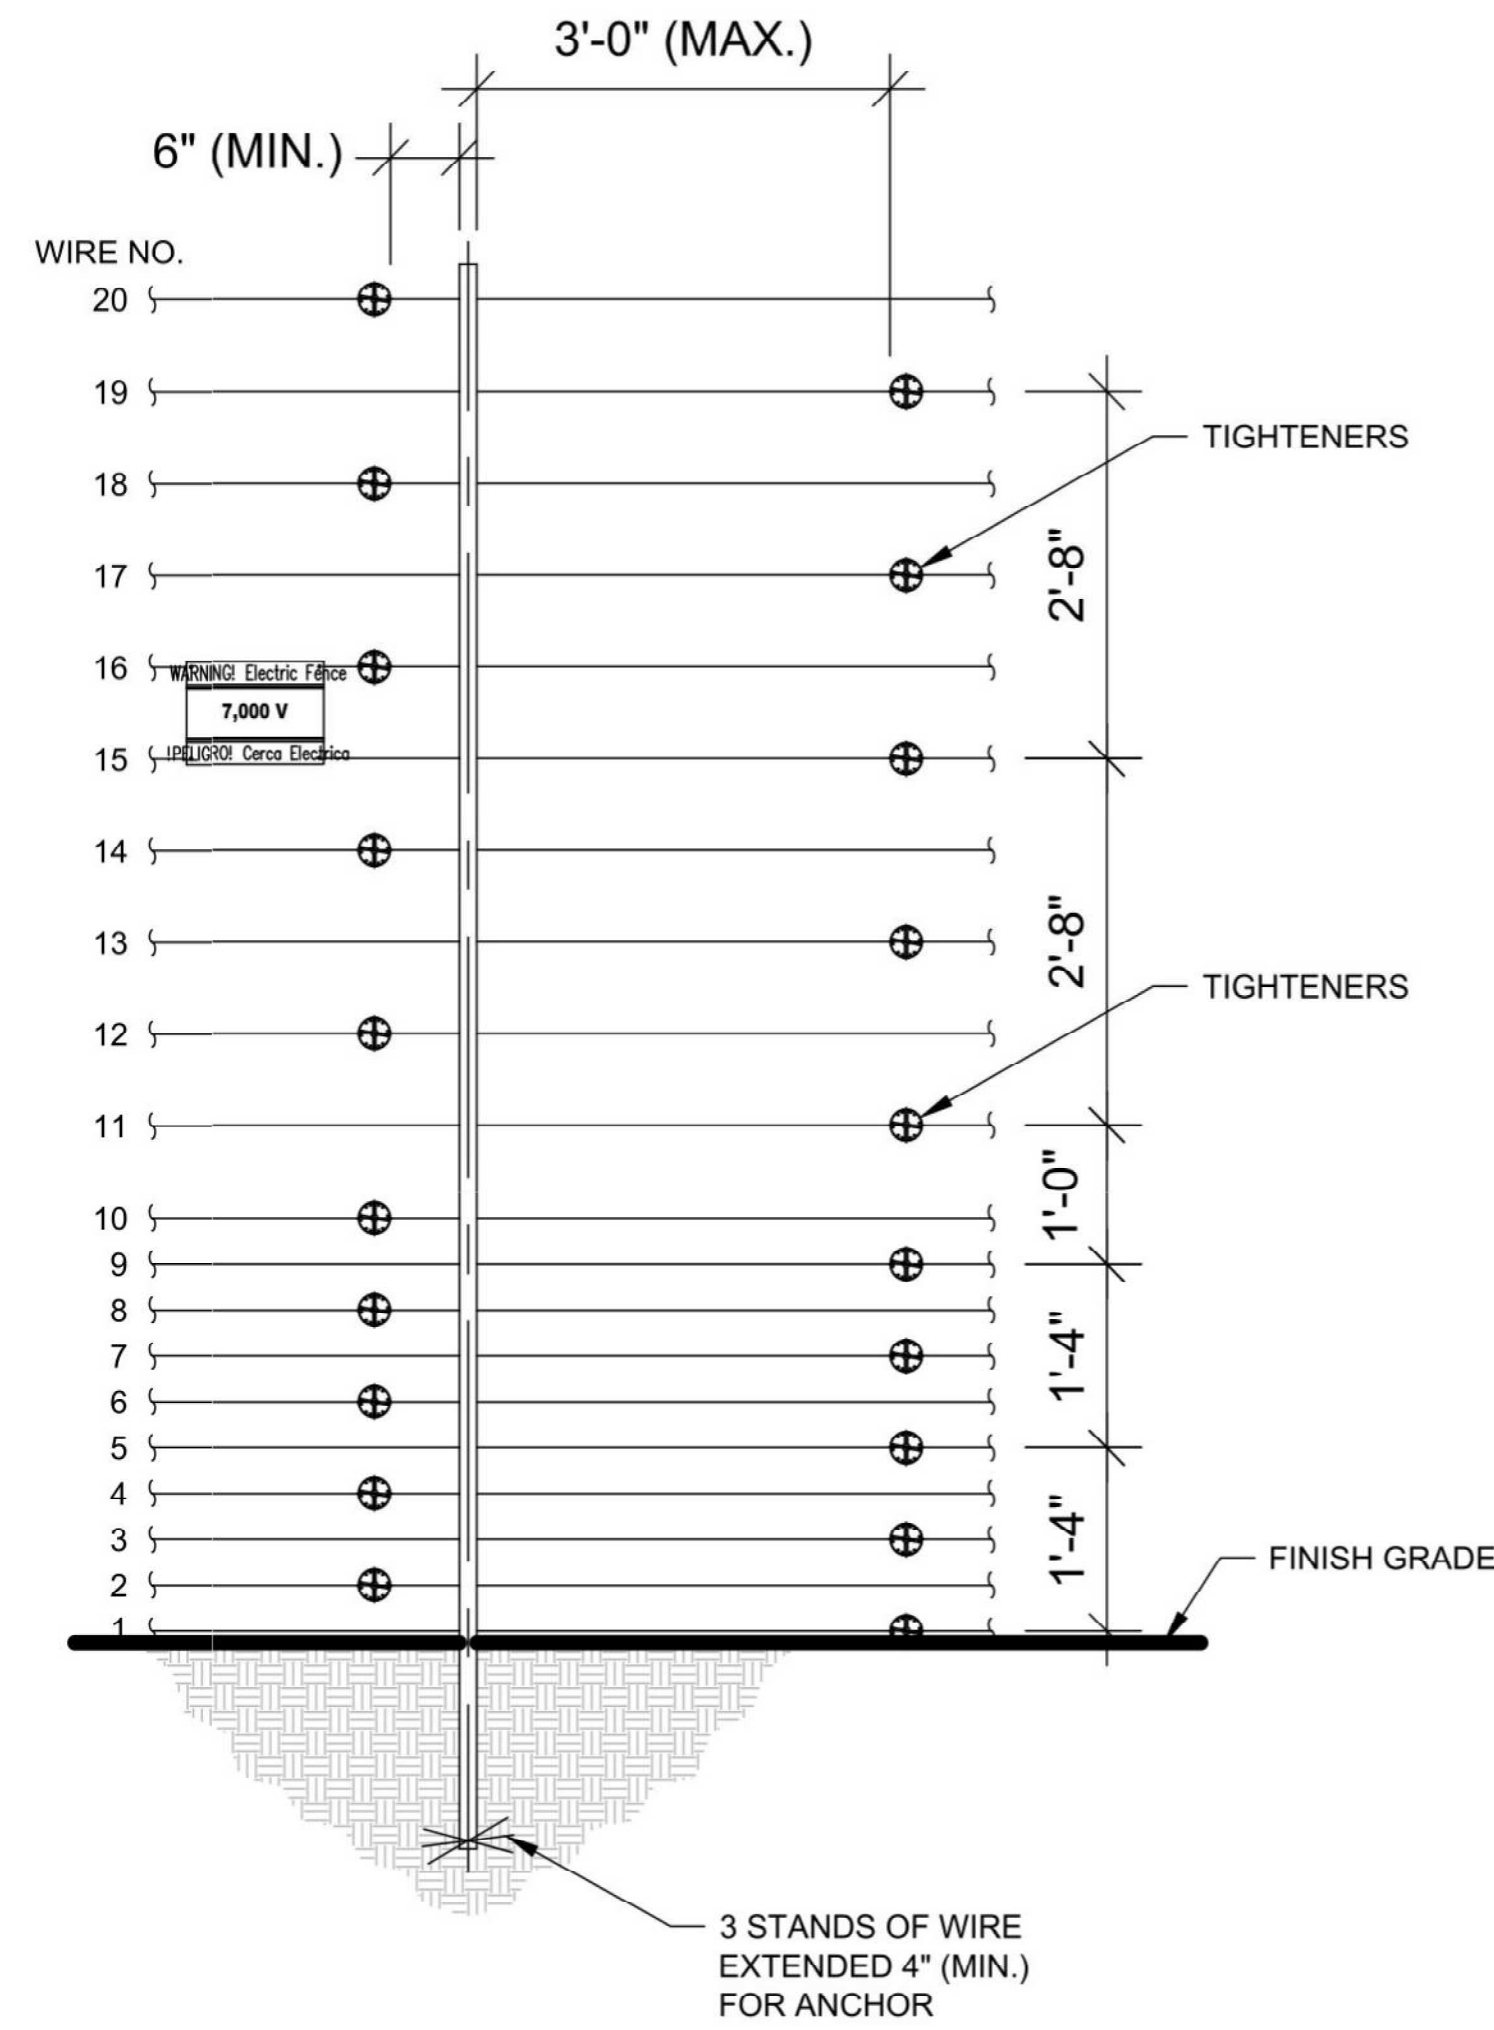 3'-0" (MAX.)
6" (MIN.)
WIRE NO.
20
19
TIGHTENERS
18
2'-8"
17
16
WARNING! Electric Fence
7,000 V
15
!PELIGRO! Cerca Electrica
14
2'-8"
13
TIGHTENERS
12
11
1'-0"
10
9
8
1'-4"
7
6
5
4
1'-4"
3
FINISH GRADE
2
1
3 STANDS OF WIRE
EXTENDED 4" (MIN.)
FOR ANCHOR